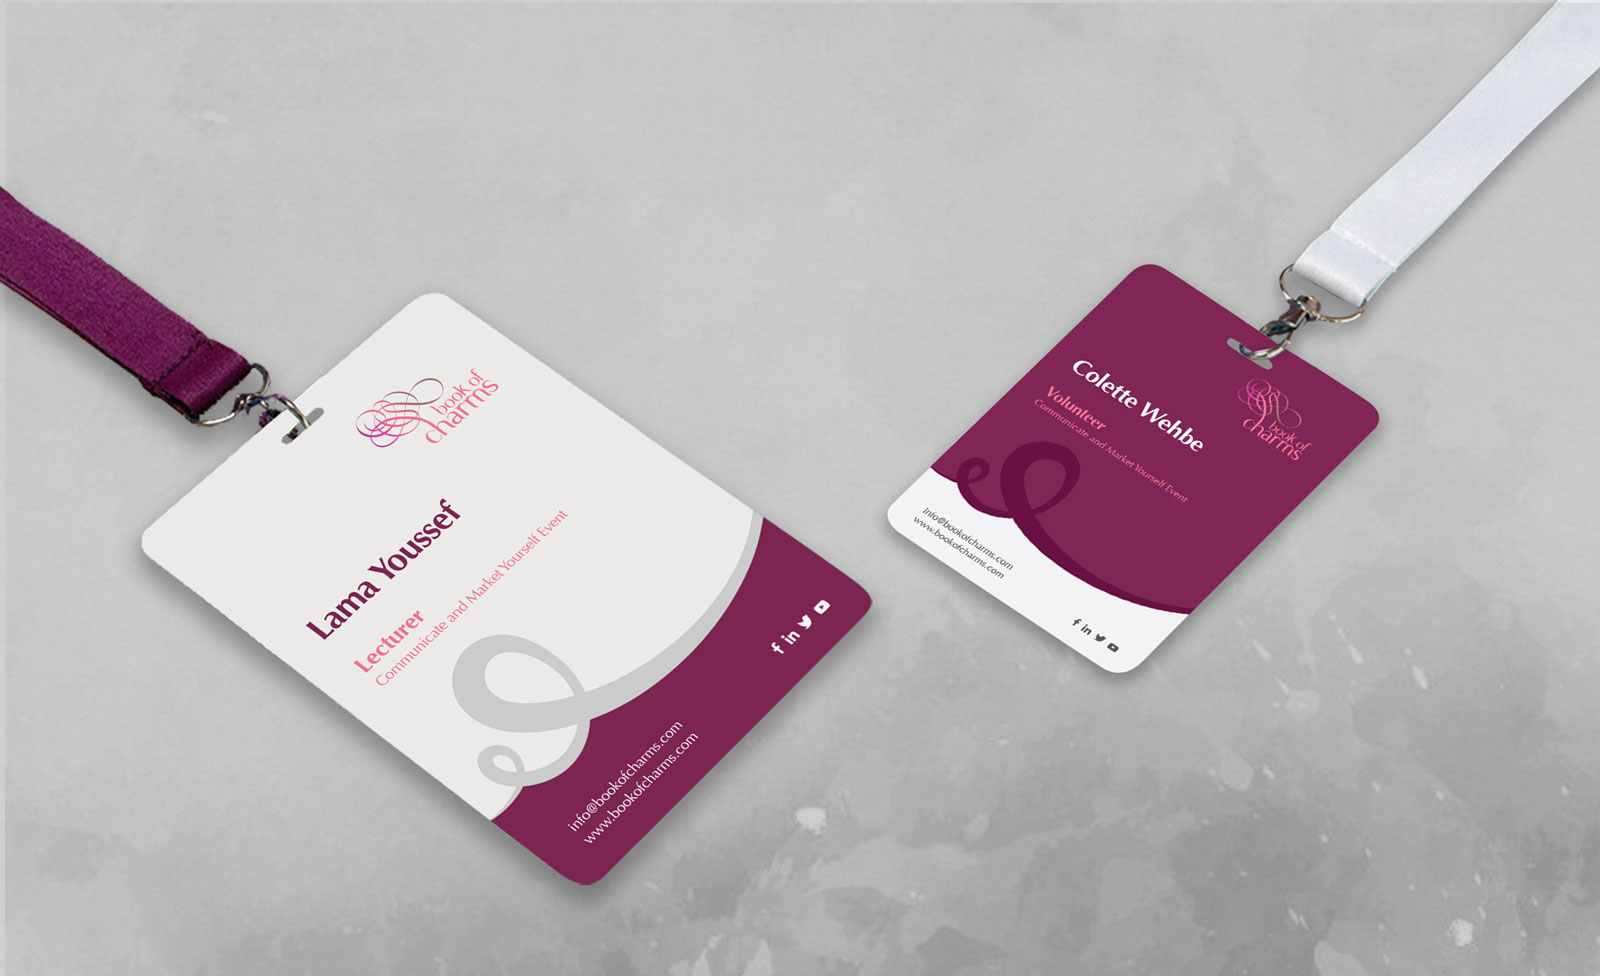 book of
charms
Lama Youssef
Lecturer
Communicate and Market Yourself Event
info@bookofcharms.com
www.bookofcharms.com
f in
Colette Wehbe
Volunteer
Communicate and Market Yourself Event
book of
charms
info@bookofcharms.com
www.bookofcharms.com
f in